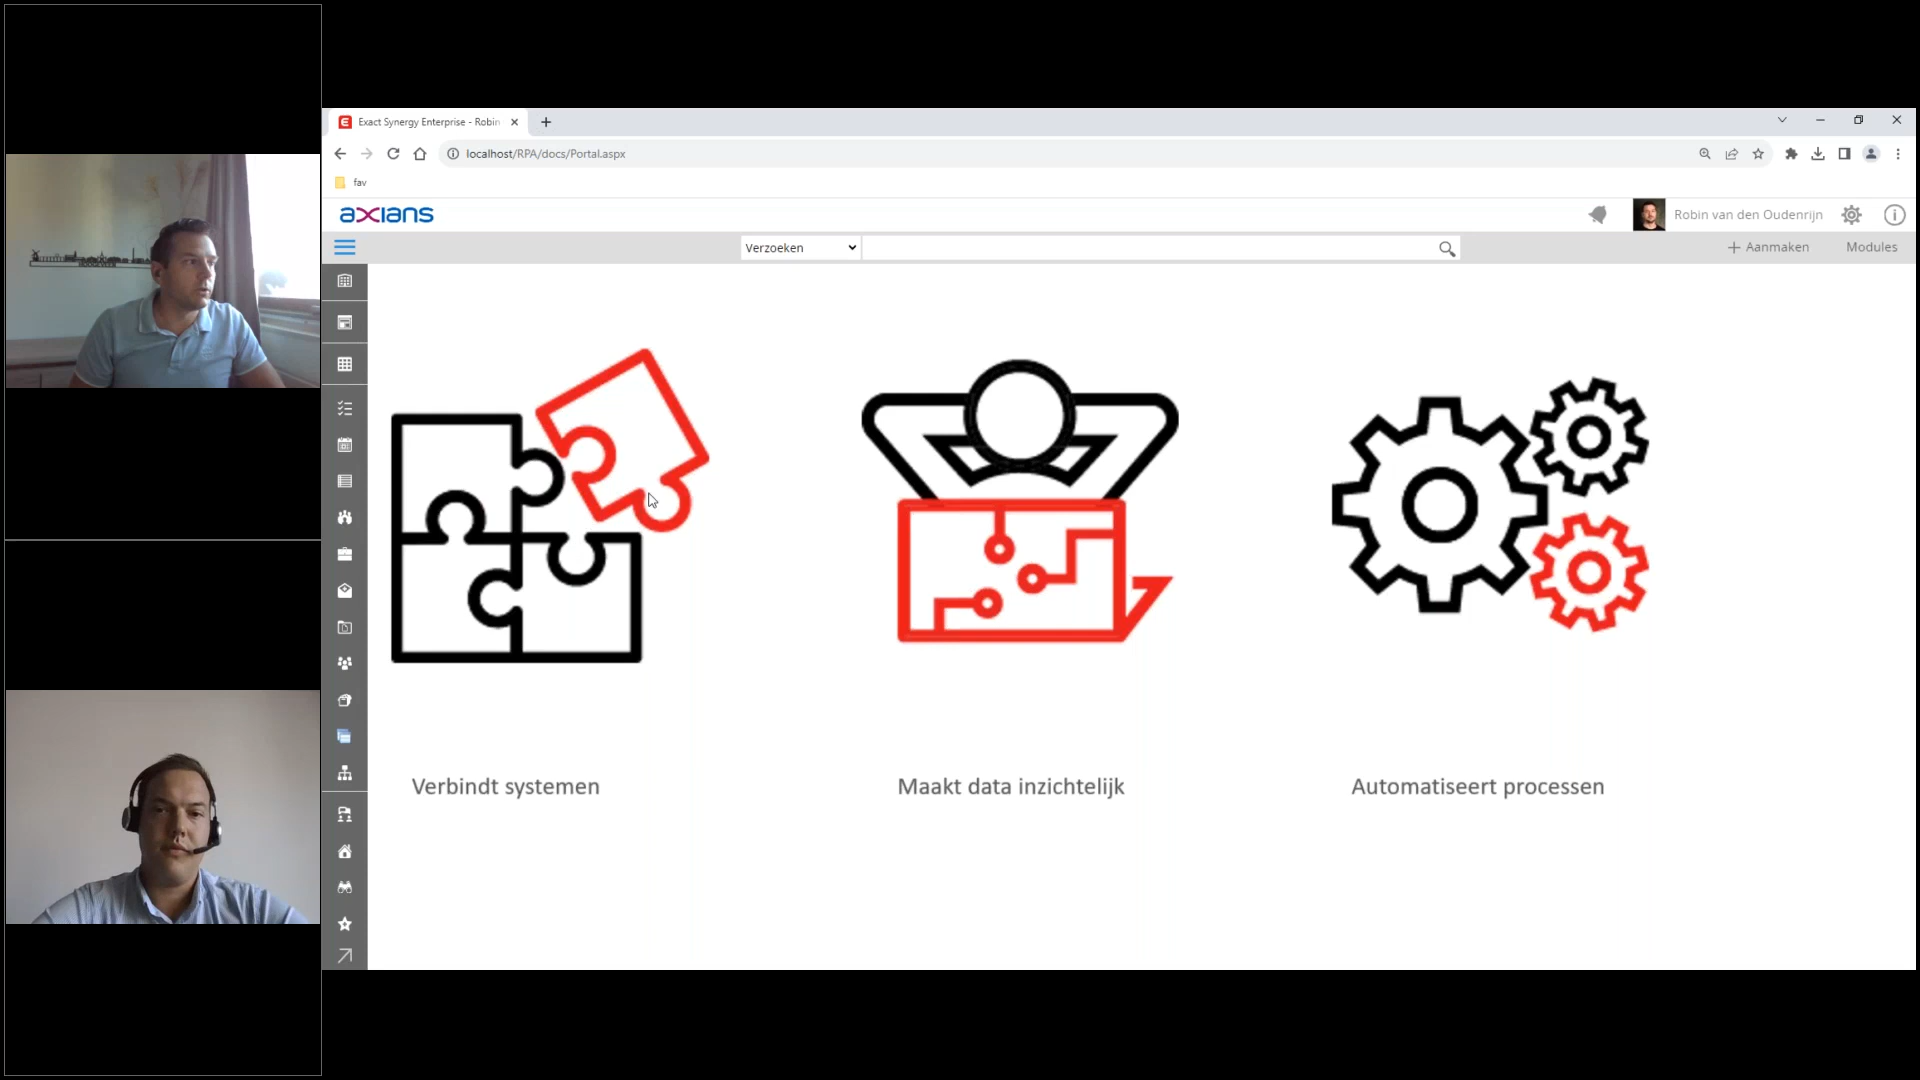 Exact Synergy Enterprise - Robin
localhost/RPA/docs/Portal.aspx
fav
axians
Robin van den Oudenrijn
Verzoeken
Aanmaken
Modules
Verbindt systemen
Maakt data inzichtelijk
Automatiseert processen